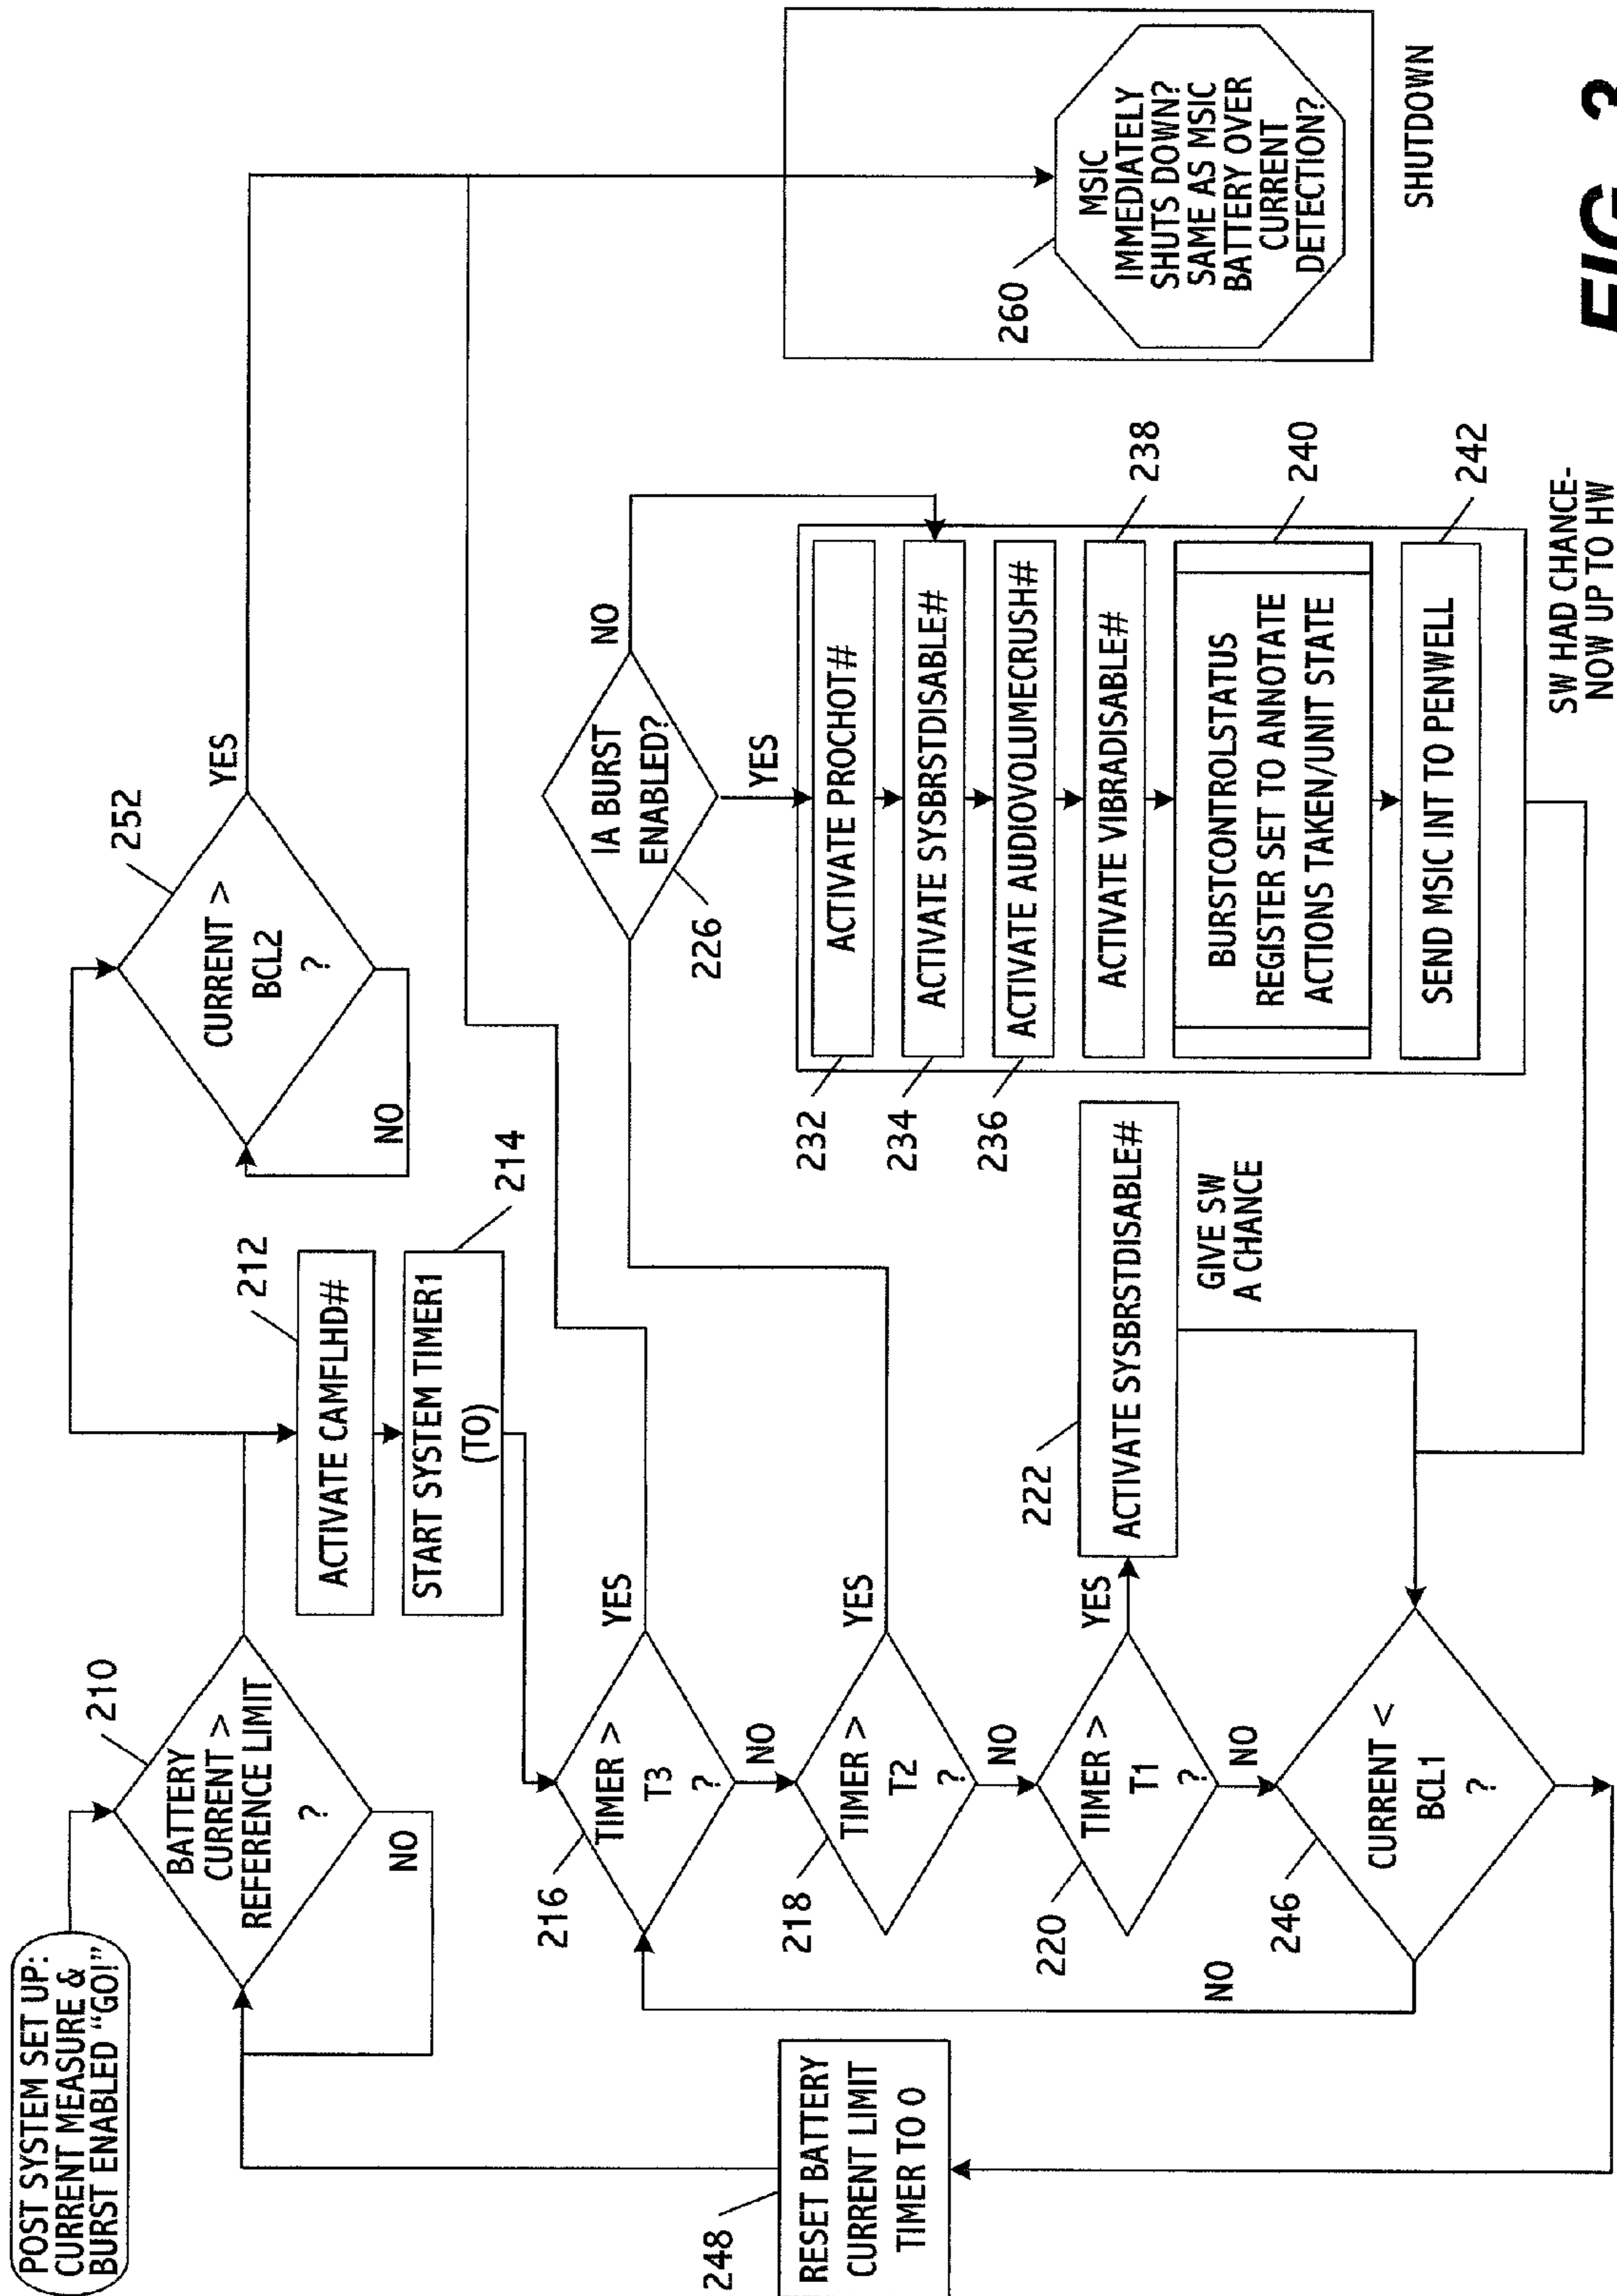 POST SYSTEM SET UP:
CURRENT MEASURE &
BURST ENABLED "GO!"
210
BATTERY
CURRENT >
REFERENCE LIMIT
?
NO
252
CURRENT >
BCL2
?
YES
NO
212
ACTIVATE CAMFLHD#
214
START SYSTEM TIMER1
(TO)
216
TIMER >
T3
?
YES
NO
218
TIMER >
T2
?
YES
NO
220
TIMER >
T1
?
YES
NO
222
ACTIVATE SYSBRSTDISABLE#
GIVE SW
A CHANCE
246
CURRENT <
BCL1
?
NO
248
RESET BATTERY
CURRENT LIMIT
TIMER TO 0
226
IA BURST
ENABLED?
NO
YES
232
ACTIVATE PROCHOT#
234
ACTIVATE SYSBRSTDISABLE#
236
ACTIVATE AUDIOVOLUMECRUSH#
238
ACTIVATE VIBRADISABLE#
240
BURSTCONTROLSTATUS
REGISTER SET TO ANNOTATE
ACTIONS TAKEN/UNIT STATE
242
SEND MSIC INT TO PENWELL
SW HAD CHANCE-
NOW UP TO HW
260
MSIC
IMMEDIATELY
SHUTS DOWN?
SAME AS MSIC
BATTERY OVER
CURRENT
DETECTION?
SHUTDOWN
FIG. 3